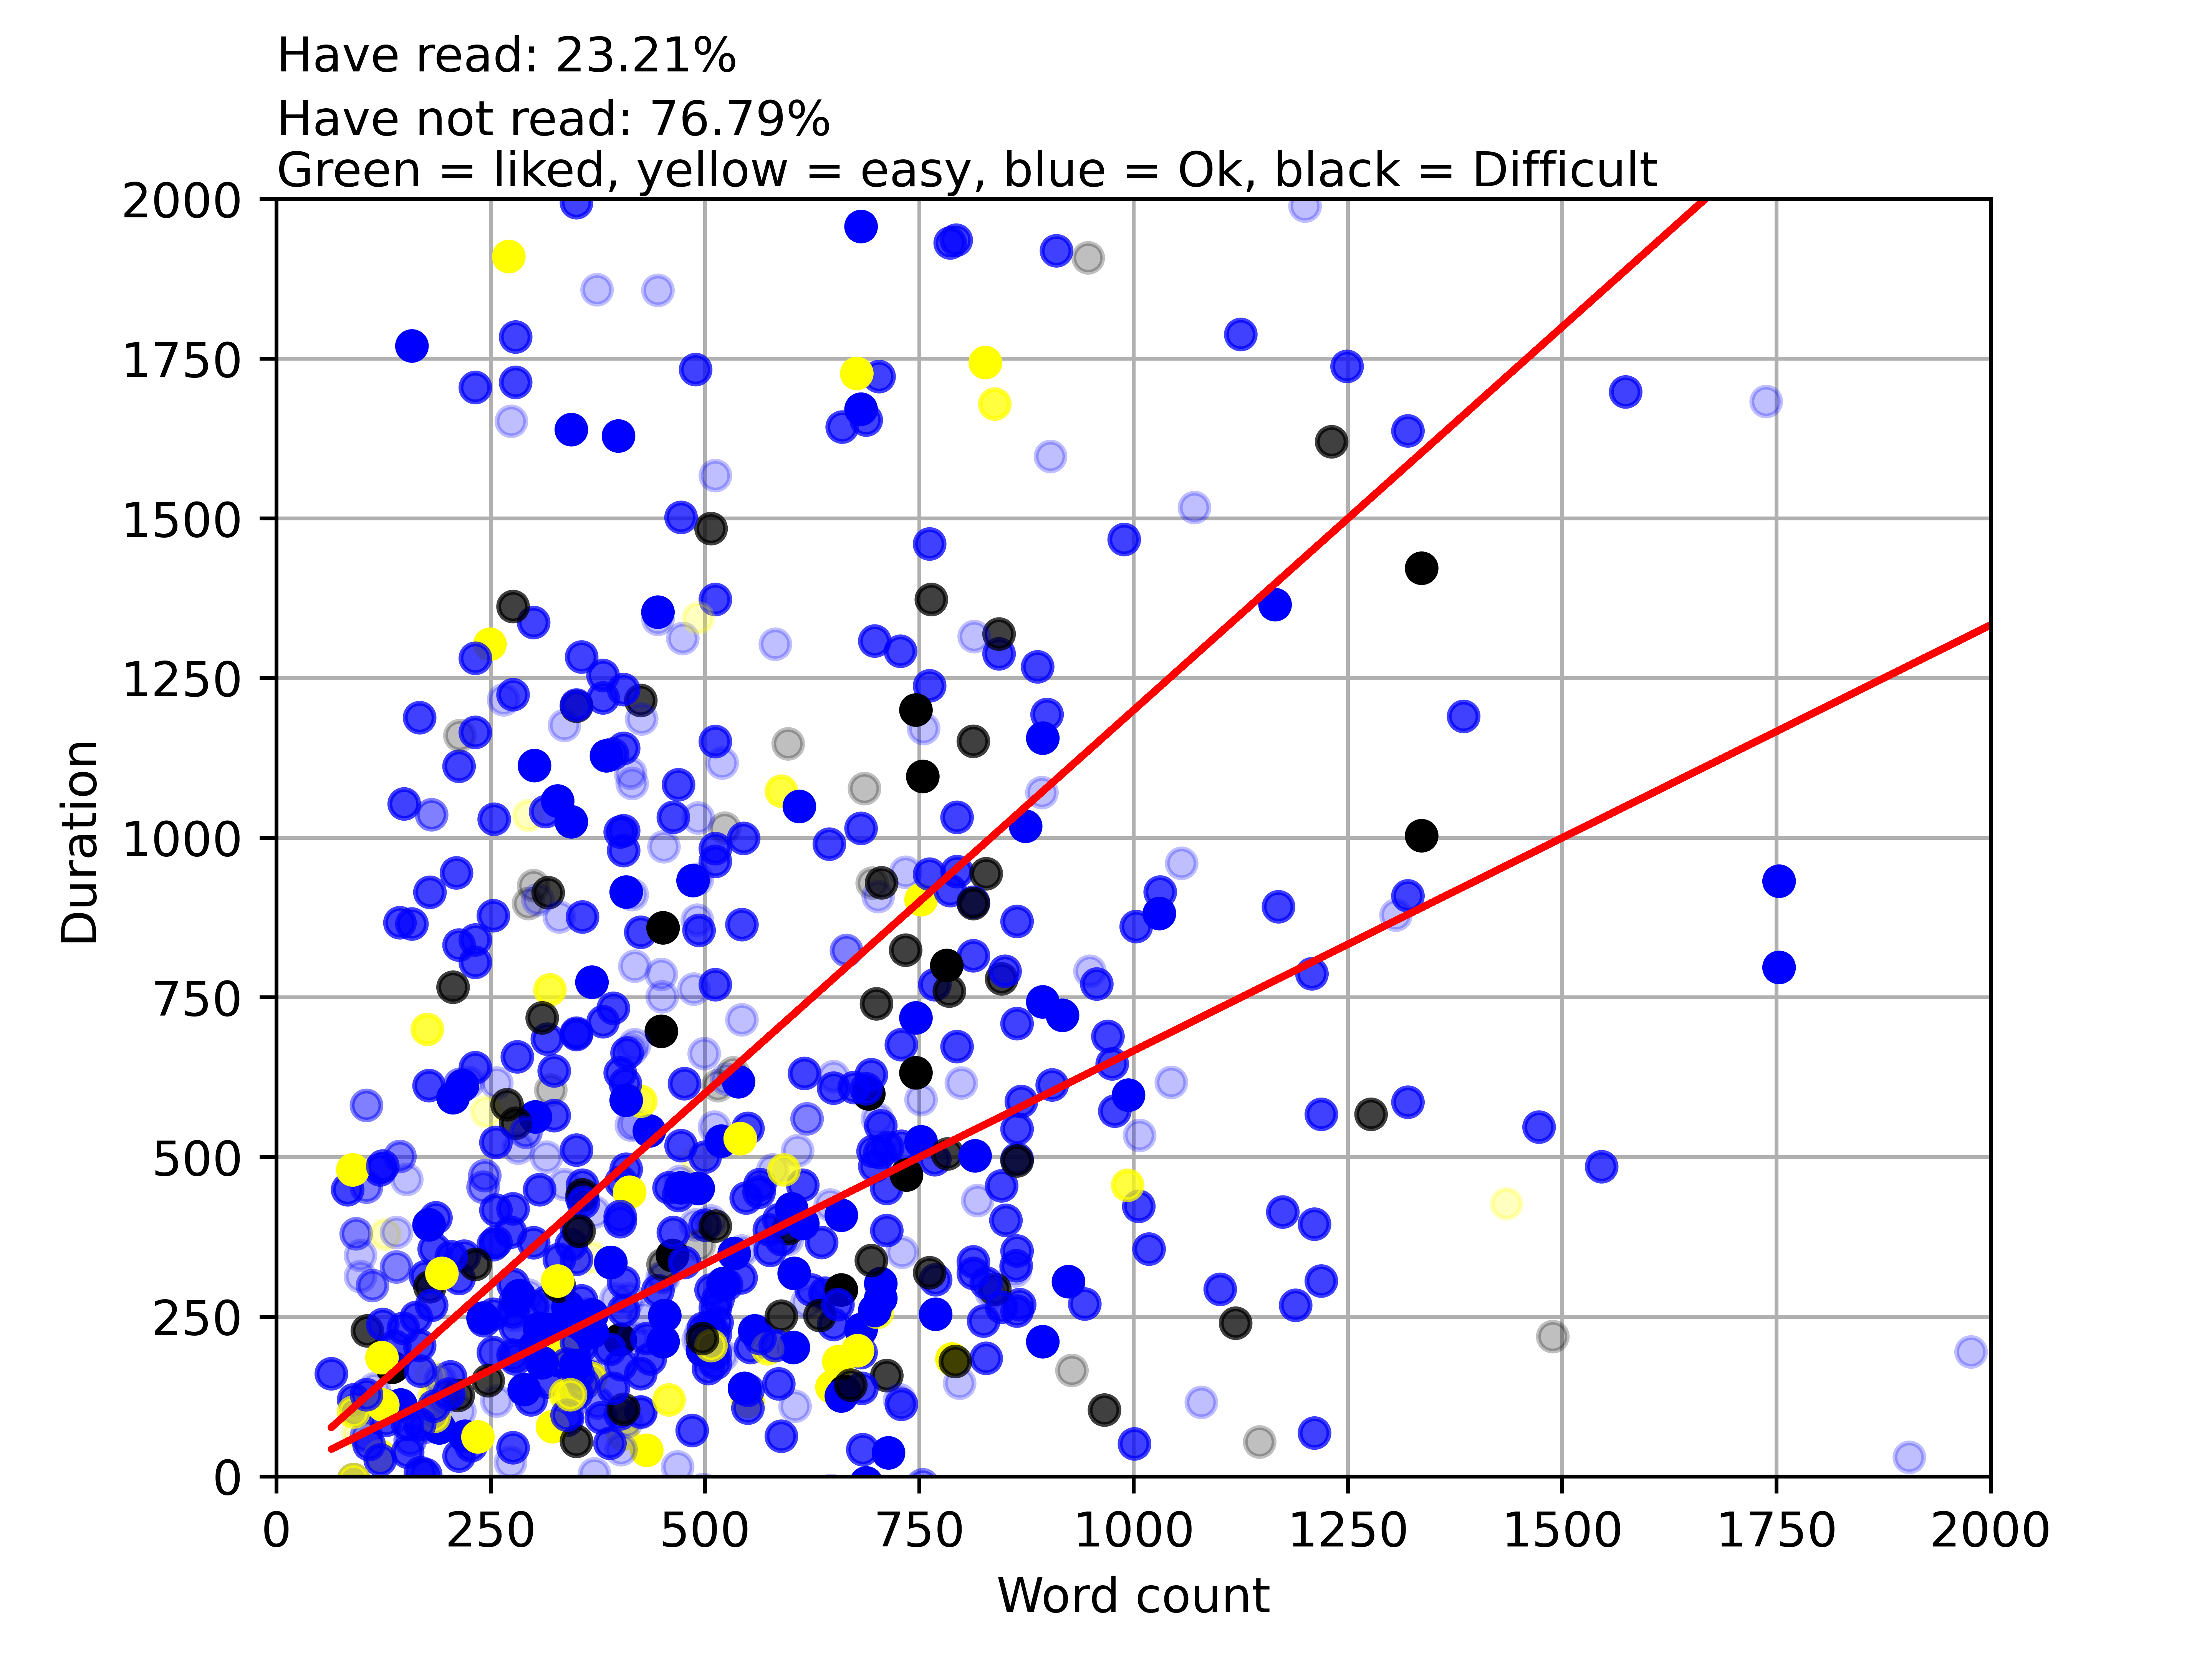 Have read: 23.21%
Have not read: 76.79%
Green = liked, yellow = easy, blue = Ok, black = Difficult
2000
1750
1500
1250
1000
750
500
250
0
Duration
0 250 500 750 1000 1250 1500 1750 2000
Word count